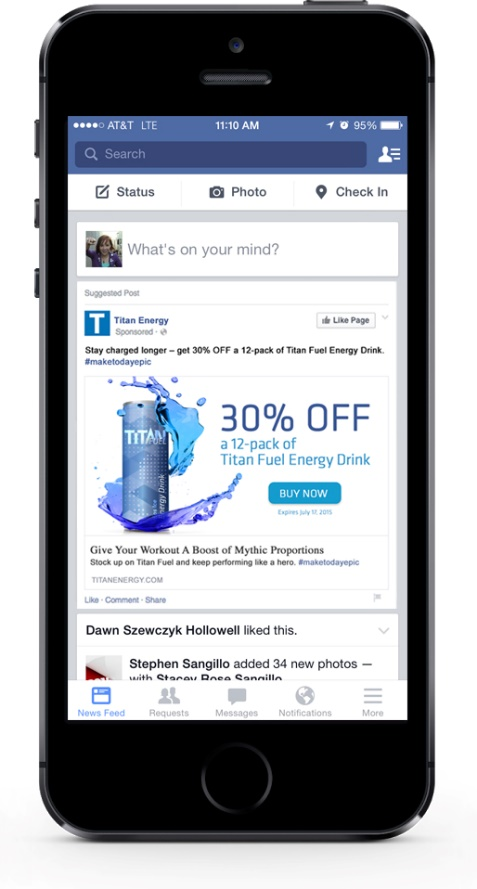 AT&T LTE 11:10 AM 95%
Search
Status Photo Check In
What's on your mind?
Suggested Post
Titan Energy
Like Page
Sponsored ·
Stay charged longer – get 30% OFF a 12-pack of Titan Fuel Energy Drink.
#maketodayepic
TITAN
FUEL
Energy Drink
30% OFF
a 12-pack of
Titan Fuel Energy Drink
BUY NOW
Expires July 17, 2015
Give Your Workout A Boost of Mythic Proportions
Stock up on Titan Fuel and keep performing like a hero. #maketodayepic
TITANENERGY.COM
Like · Comment · Share
Dawn Szewczyk Hollowell liked this.
Stephen Sangillo added 34 new photos —
with Stacey Rose Sangillo
News Feed Requests Messages Notifications More